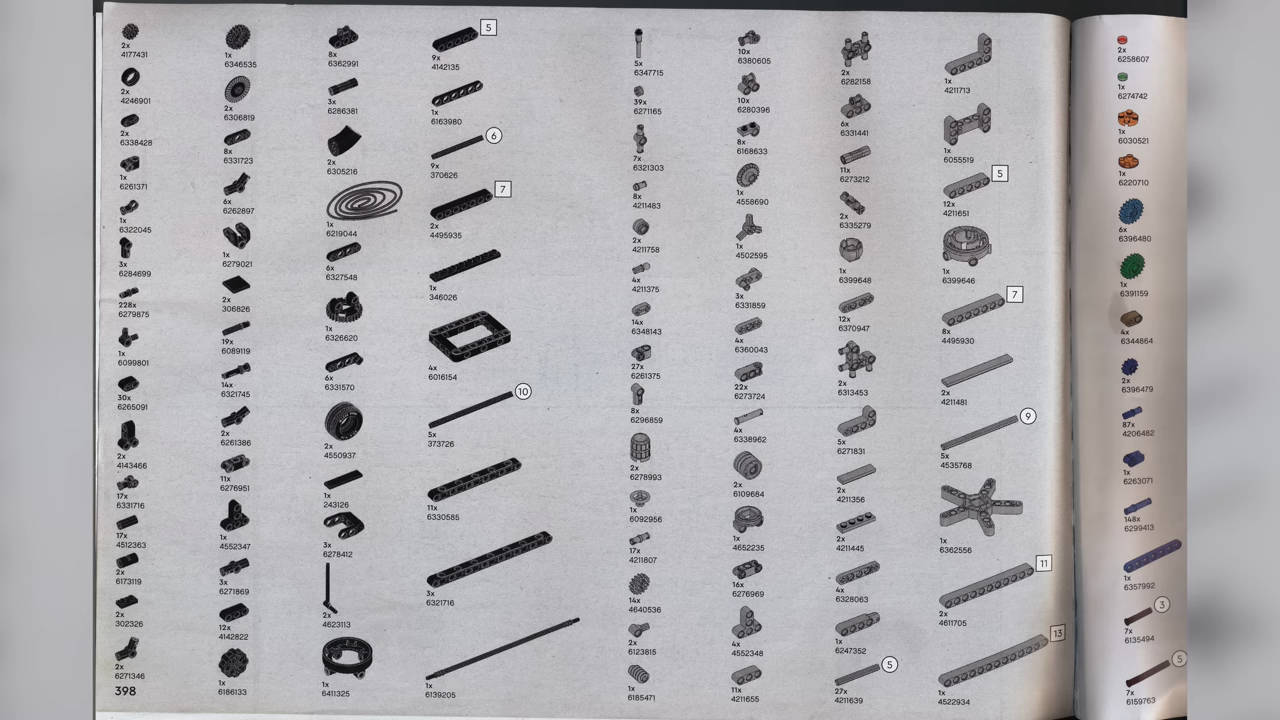 2x
4177431
2x
4246901
2x
6338428
1x
6261371
1x
6322045
3x
6284699
228x
6279875
1x
6099801
30x
6265091
2x
4143466
17x
6331716
17x
4512363
2x
6173119
2x
302326
2x
6271346
398
1x
6346535
2x
6306819
8x
6331723
6x
6262897
1x
6279021
2x
306826
19x
6089119
14x
6321745
2x
6261386
11x
6276951
1x
4552347
3x
6271869
12x
4142822
1x
6186133
8x
6362991
3x
6286381
2x
6305216
1x
6219044
6x
6327548
1x
6326620
6x
6331570
2x
4550937
1x
243126
3x
6278412
2x
4623113
1x
6411325
5
9x
4142135
1x
6163980
6
9x
370626
7
2x
4495935
1x
346026
4x
6016154
10
5x
373726
11x
6330585
3x
6321716
1x
6139205
5x
6347715
39x
6271165
7x
6321303
8x
4211483
2x
4211758
4x
4211375
14x
6348143
27x
6261375
8x
6296859
2x
6278993
1x
6092956
17x
4211807
14x
4640536
2x
6123815
1x
6185471
10x
6380605
10x
6280396
8x
6168633
1x
4558690
1x
4502595
3x
6331859
4x
6360043
22x
6273724
4x
6338962
2x
6109684
1x
4652235
16x
6276969
4x
4552348
11x
4211655
2x
6282158
6x
6331441
11x
6273212
2x
6335279
1x
6399648
12x
6370947
2x
6313453
5x
6271831
2x
4211356
2x
4211445
4x
6328063
1x
6247352
5
27x
4211639
1x
4211713
1x
6055519
5
12x
4211651
1x
6399646
7
8x
4495930
2x
4211481
9
5x
4535768
1x
6362556
11
2x
4611705
13
1x
4522934
2x
6258607
1x
6274742
1x
6030521
1x
6220710
6x
6396480
1x
6391159
4x
6344864
2x
6396479
87x
4206482
1x
6263071
148x
6299413
1x
6357992
3
7x
6135494
5
7x
6159763